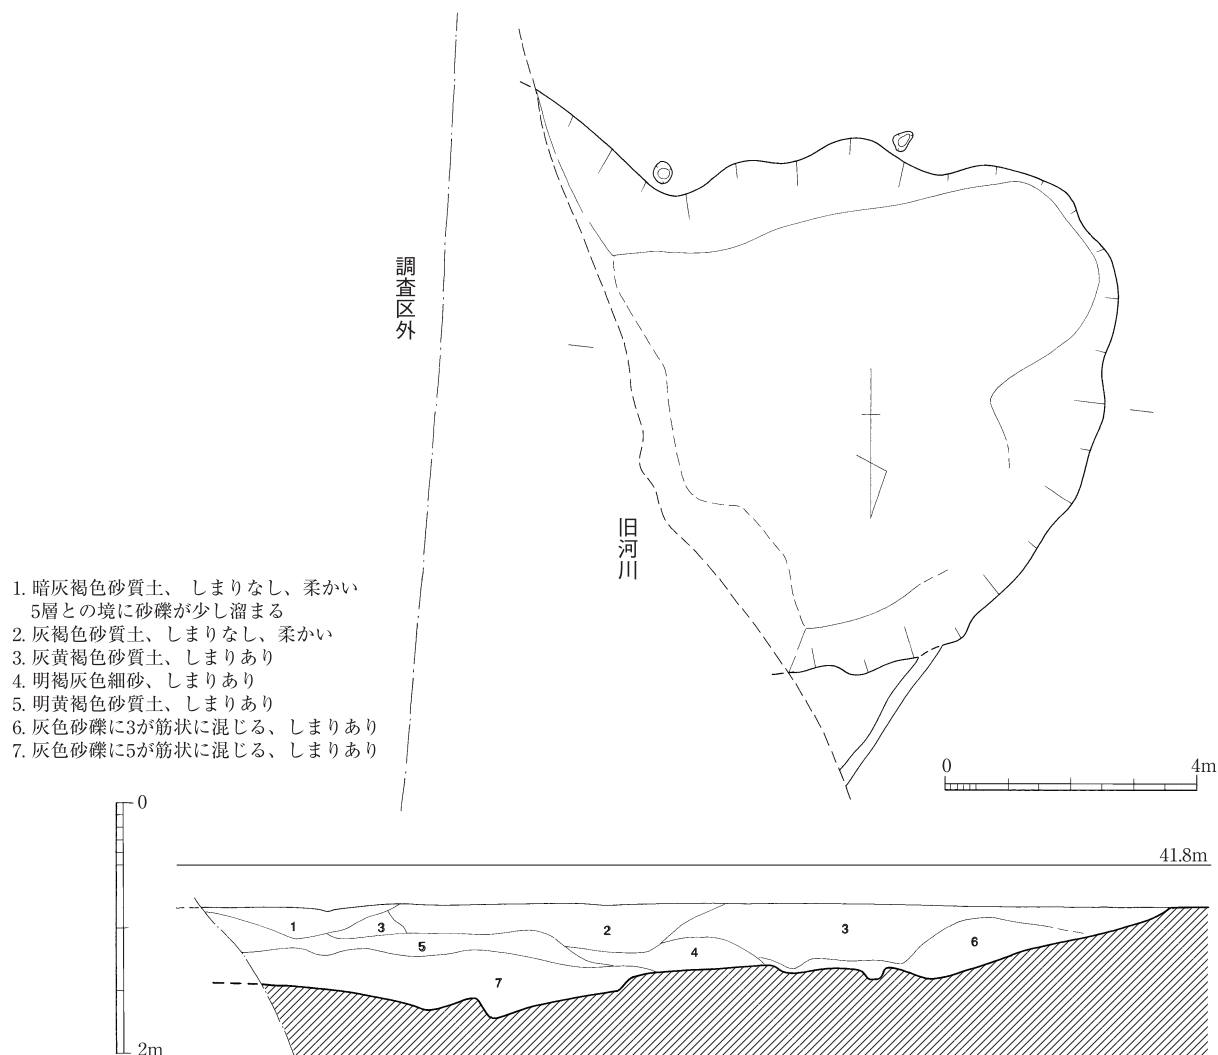 調査区外
旧河川
1. 暗灰褐色砂質土、 しまりなし、柔かい
5層との境に砂礫が少し溜まる
2. 灰褐色砂質土、しまりなし、柔かい
3. 灰黄褐色砂質土、しまりあり
4. 明褐灰色細砂、しまりあり
5. 明黄褐色砂質土、しまりあり
6. 灰色砂礫に3が筋状に混じる、しまりあり
7. 灰色砂礫に5が筋状に混じる、しまりあり
0 4m
0
41.8m
1 3 2 3
5 4 6
7
2m